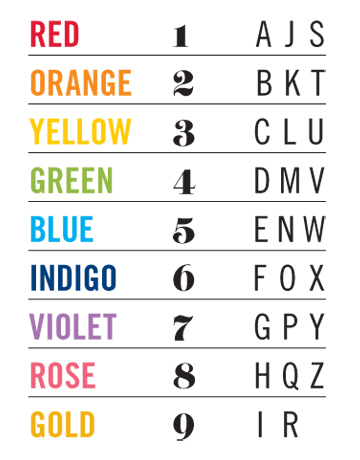 RED 1 A J S
ORANGE 2 B K T
YELLOW 3 C L U
GREEN 4 D M V
BLUE 5 E N W
INDIGO 6 F O X
VIOLET 7 G P Y
ROSE 8 H Q Z
GOLD 9 I R